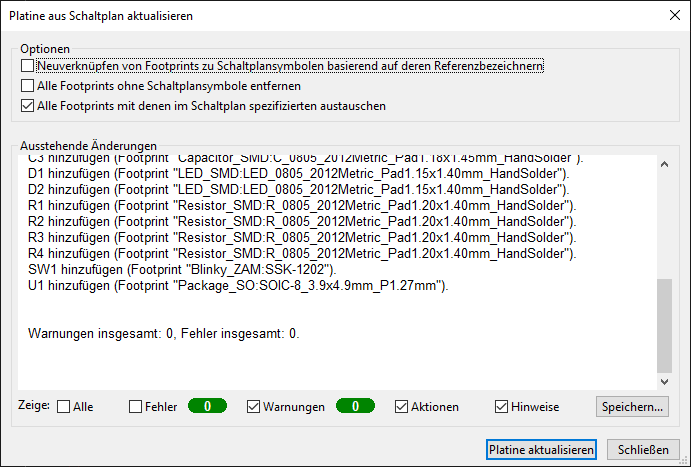 Platine aus Schaltplan aktualisieren
Optionen
Neuverknüpfen von Footprints zu Schaltplansymbolen basierend auf deren Referenzbezeichnern
Alle Footprints ohne Schaltplansymbole entfernen
Alle Footprints mit denen im Schaltplan spezifizierten austauschen
Ausstehende Änderungen
C3 hinzufügen (Footprint "Capacitor_SMD:C_0805_2012Metric_Pad1.18x1.45mm_HandSolder").
D1 hinzufügen (Footprint "LED_SMD:LED_0805_2012Metric_Pad1.15x1.40mm_HandSolder").
D2 hinzufügen (Footprint "LED_SMD:LED_0805_2012Metric_Pad1.15x1.40mm_HandSolder").
R1 hinzufügen (Footprint "Resistor_SMD:R_0805_2012Metric_Pad1.20x1.40mm_HandSolder").
R2 hinzufügen (Footprint "Resistor_SMD:R_0805_2012Metric_Pad1.20x1.40mm_HandSolder").
R3 hinzufügen (Footprint "Resistor_SMD:R_0805_2012Metric_Pad1.20x1.40mm_HandSolder").
R4 hinzufügen (Footprint "Resistor_SMD:R_0805_2012Metric_Pad1.20x1.40mm_HandSolder").
SW1 hinzufügen (Footprint "Blinky_ZAM:SSK-1202").
U1 hinzufügen (Footprint "Package_SO:SOIC-8_3.9x4.9mm_P1.27mm").
Warnungen insgesamt: 0, Fehler insgesamt: 0.
Zeige: Alle Fehler 0 Warnungen 0 Aktionen Hinweise Speichern...
Platine aktualisieren Schließen